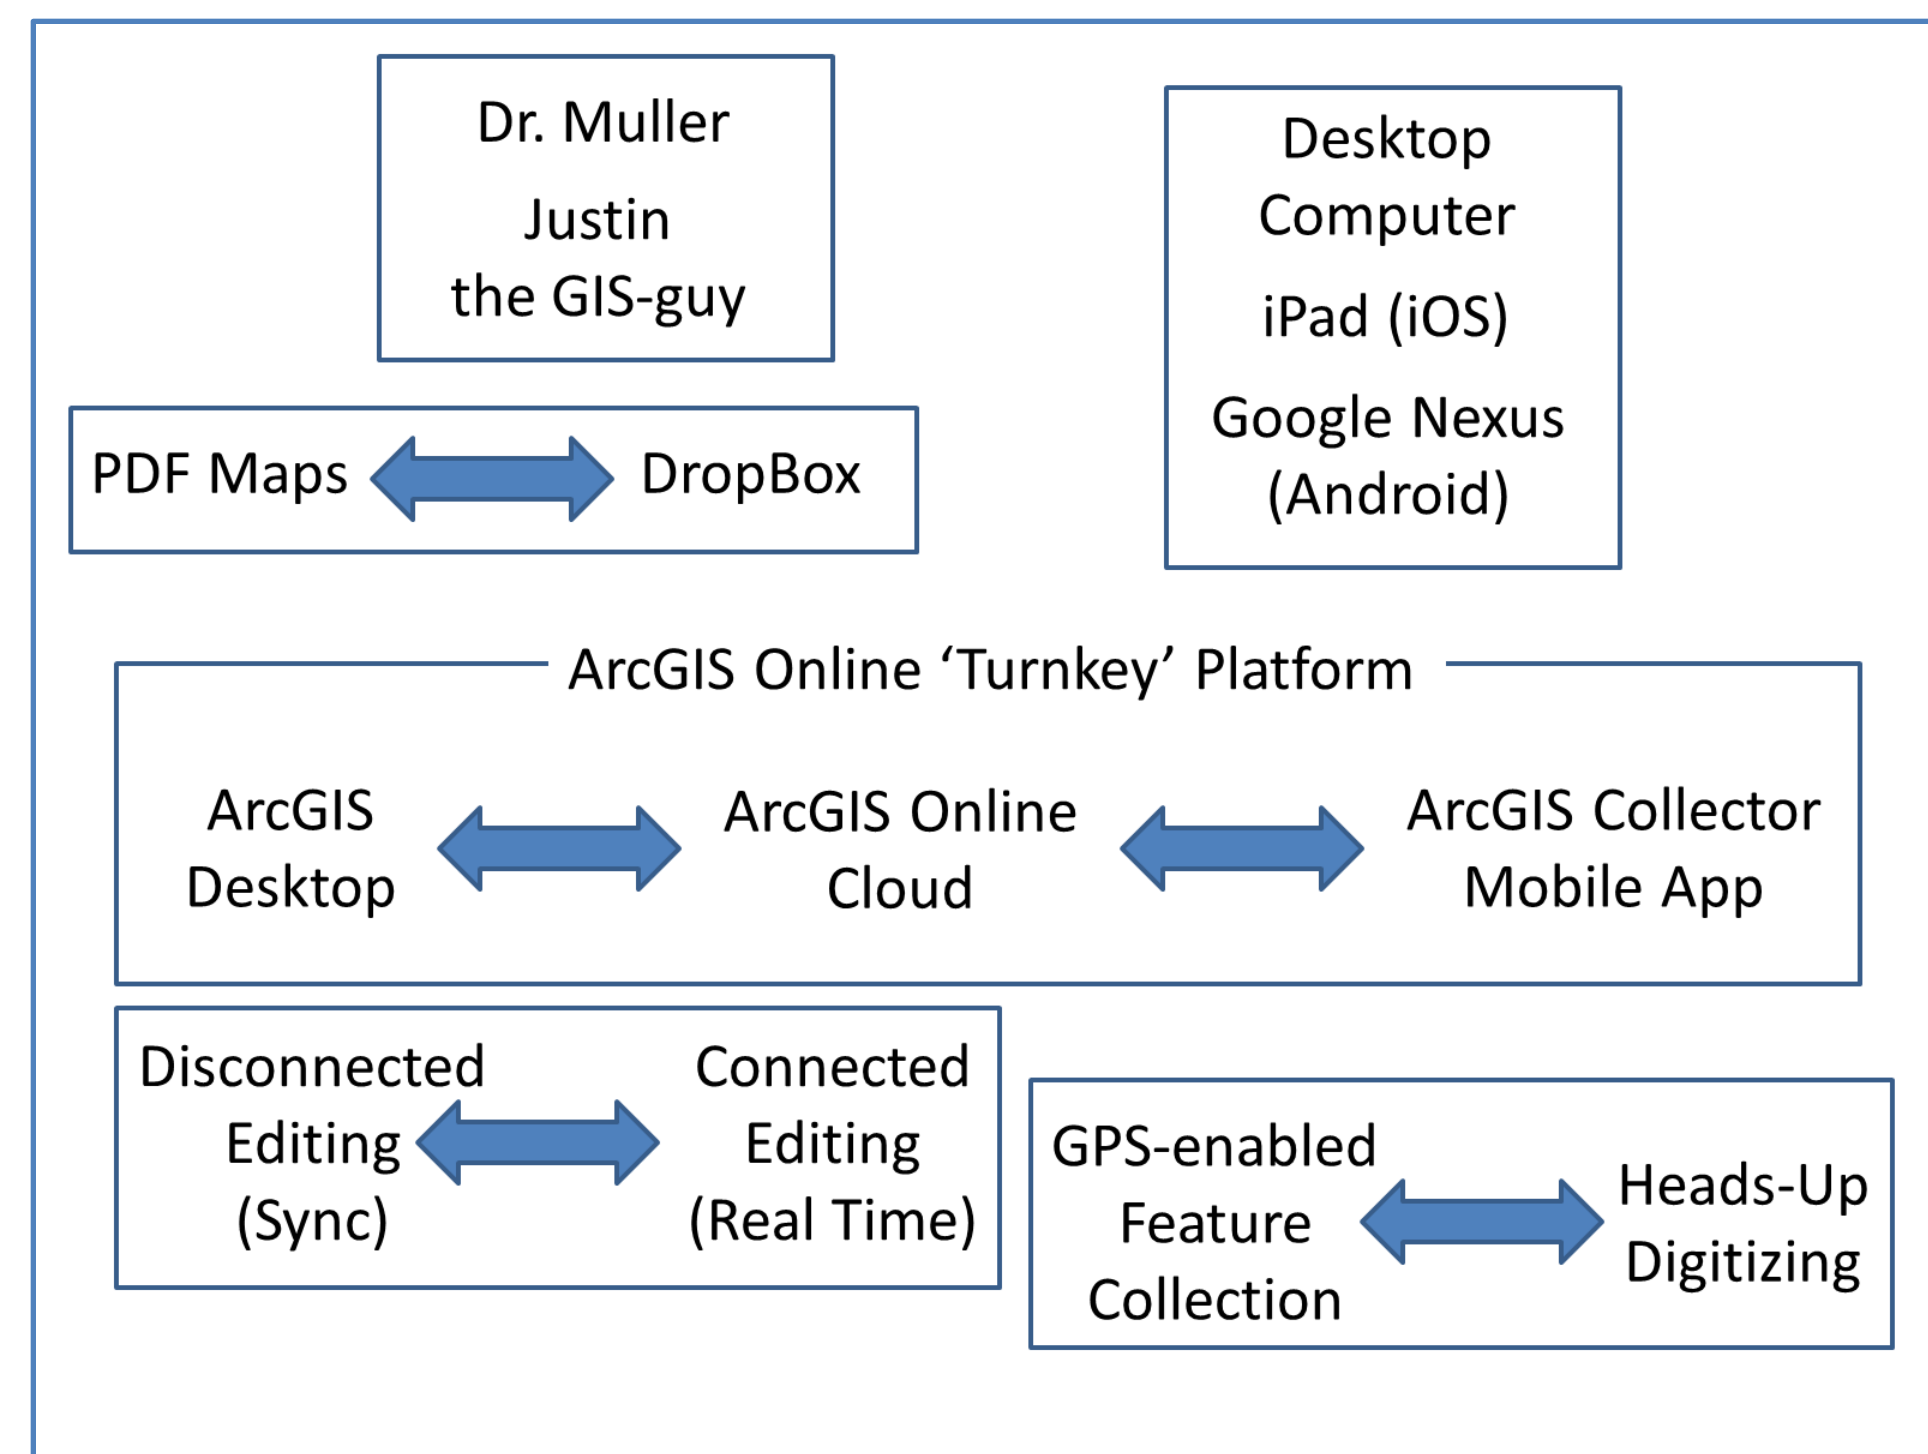 Dr. Muller
Justin
the GIS-guy
Desktop
Computer
iPad (iOS)
Google Nexus
(Android)
PDF Maps
DropBox
ArcGIS Online ‘Turnkey’ Platform
ArcGIS
Desktop
ArcGIS Online
Cloud
ArcGIS Collector
Mobile App
Disconnected
Editing
(Sync)
Connected
Editing
(Real Time)
GPS-enabled
Feature
Collection
Heads-Up
Digitizing